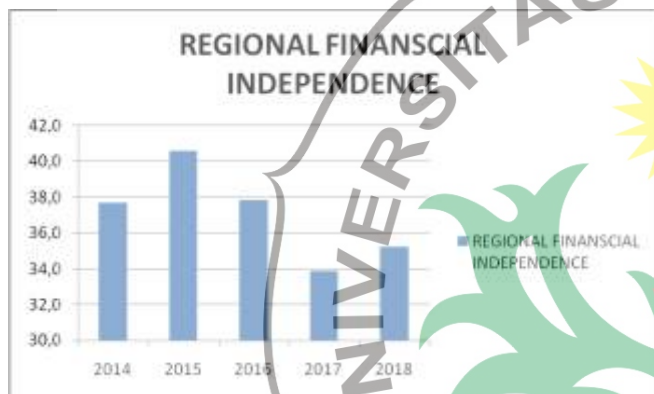 REGIONAL FINANSCIAL
INDEPENDENCE
42,0
40,0
38,0
36,0
34,0
32,0
30,0
2014 2015 2016 2017 2018
REGIONAL FINANSCIAL
INDEPENDENCE
UNIVERSITAS